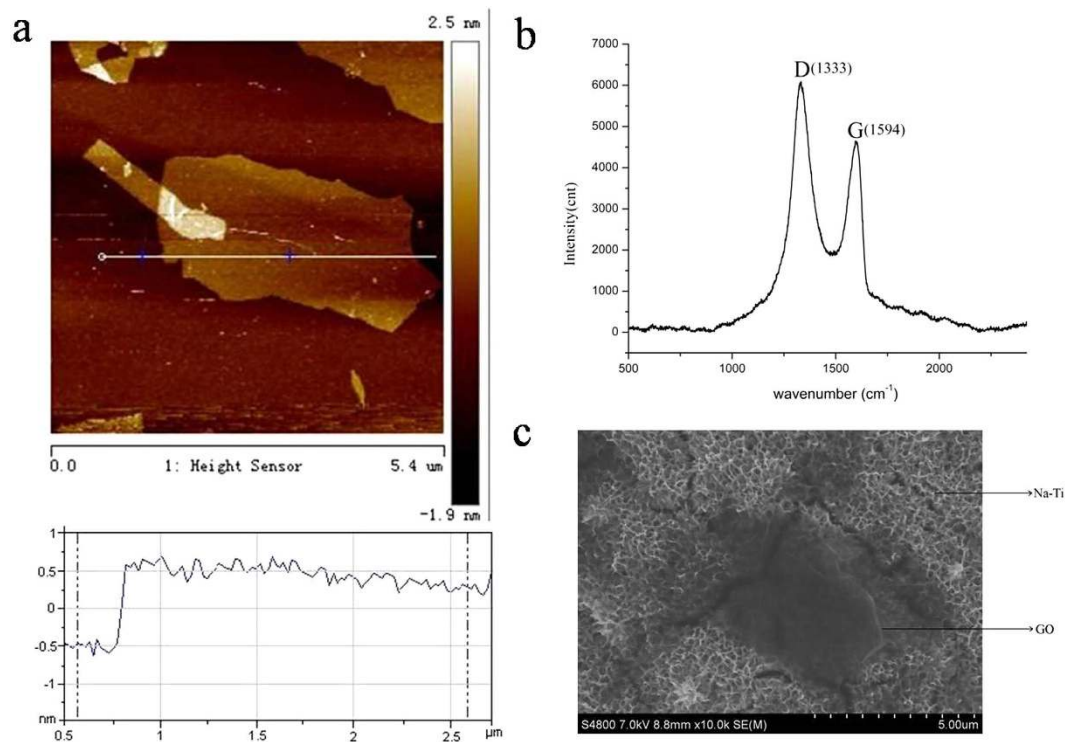 a
2.5 nm
0.0
1: Height Sensor
5.4 um
-1.9 nm
1
0.5
0
-0.5
-1
nm
0.5
1
1.5
2
2.5
µm
b
7000
6000
5000
4000
3000
2000
1000
0
Intensity(cnt)
D(1333)
G(1594)
500
1000
1500
2000
wavenumber (cm-1)
c
Na-Ti
GO
S4800 7.0kV 8.8mm x10.0k SE(M)
5.00um